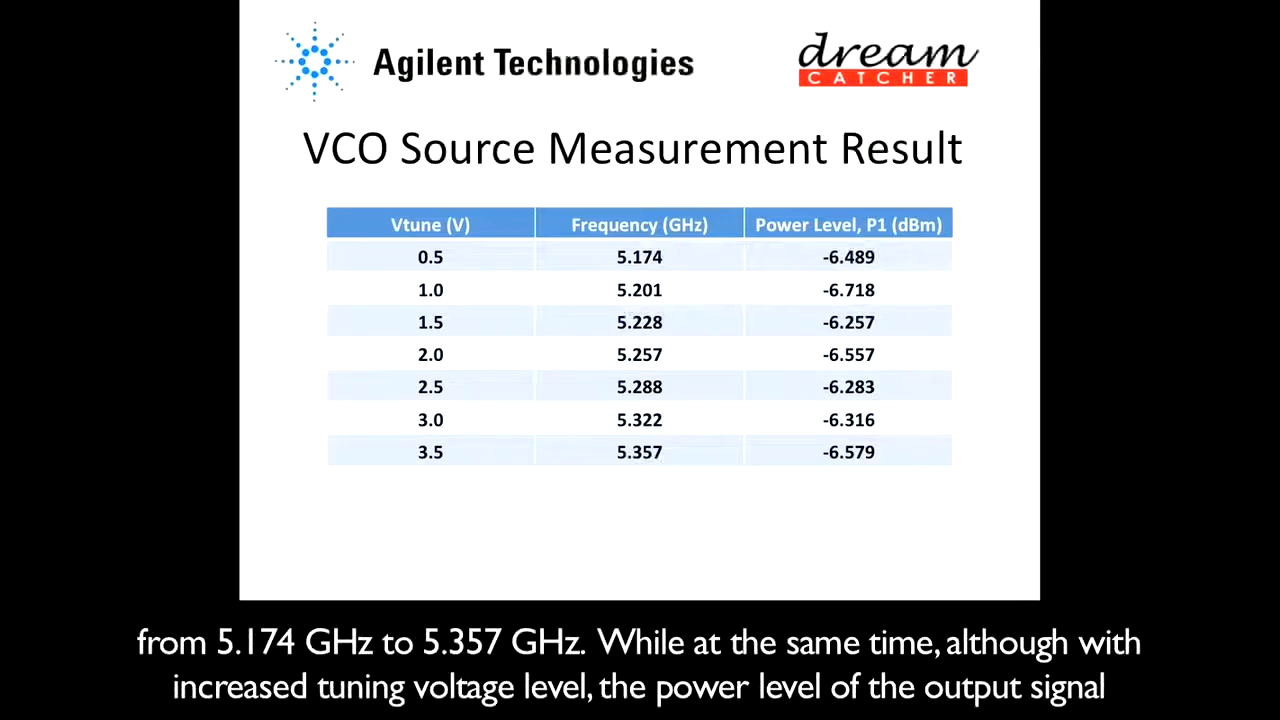 Agilent Technologies
dream
CATCHER
VCO Source Measurement Result
Vtune (V) Frequency (GHz) Power Level, P1 (dBm)
0.5 5.174 -6.489
1.0 5.201 -6.718
1.5 5.228 -6.257
2.0 5.257 -6.557
2.5 5.288 -6.283
3.0 5.322 -6.316
3.5 5.357 -6.579
from 5.174 GHz to 5.357 GHz. While at the same time, although with
increased tuning voltage level, the power level of the output signal